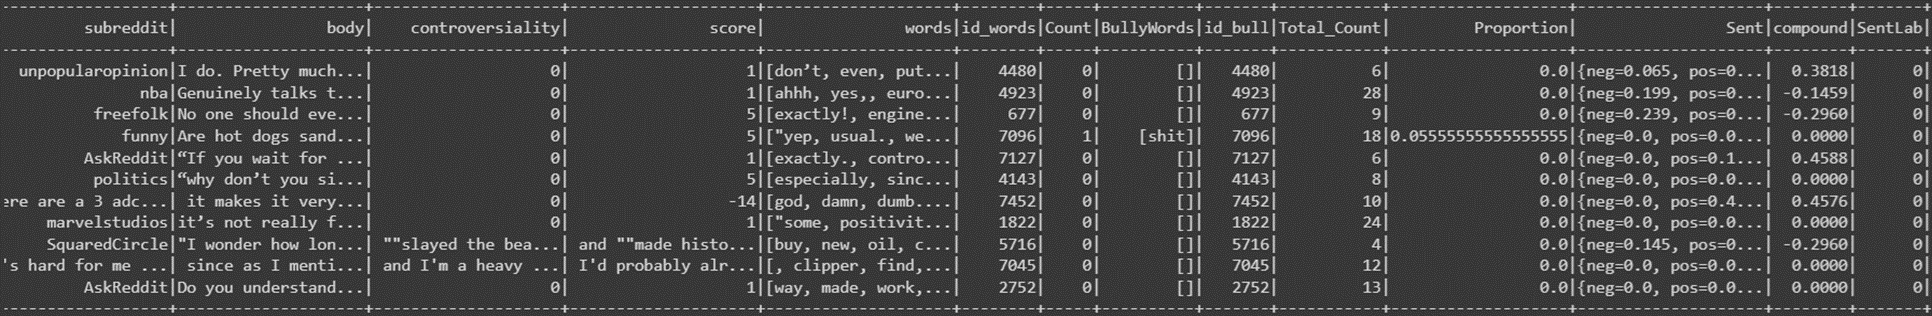 subreddit| body| controversiality| score| words|id_words|Count|BullyWords|id_bull|Total_Count| Proportion| Sent|compound|SentLab|
unpopularopinion|I do. Pretty much...| 0| 1|[don’t, even, put...| 4480| 0| []| 4480| 6| 0.0|{neg=0.065, pos=0...| 0.3818| 0|
nba|Genuinely talks t...| 0| 1|[ahhh, yes,, euro...| 4923| 0| []| 4923| 28| 0.0|{neg=0.199, pos=0...| -0.1459| 0|
freefolk|No one should eve...| 0| 5|[exactly!, engine...| 677| 0| []| 677| 9| 0.0|{neg=0.239, pos=0...| -0.2960| 0|
funny|Are hot dogs sand...| 0| 5|["yep, usual., we...| 7096| 1| [shit]| 7096| 18|0.05555555555555555|{neg=0.0, pos=0.0...| 0.0000| 0|
AskReddit|“If you wait for ...| 0| 1|[exactly., contro...| 7127| 0| []| 7127| 6| 0.0|{neg=0.0, pos=0.1...| 0.4588| 0|
politics|“why don’t you si...| 0| 5|[especially, sinc...| 4143| 0| []| 4143| 8| 0.0|{neg=0.0, pos=0.0...| 0.0000| 0|
ere are a 3 adc...| it makes it very...| 0| -14|[god, damn, dumb....| 7452| 0| []| 7452| 10| 0.0|{neg=0.0, pos=0.4...| 0.4576| 0|
marvelstudios|it’s not really f...| 0| 1|["some, positivit...| 1822| 0| []| 1822| 24| 0.0|{neg=0.0, pos=0.0...| 0.0000| 0|
SquaredCircle|"I wonder how lon...| ""slayed the bea...| and ""made histo...|[buy, new, oil, c...| 5716| 0| []| 5716| 4| 0.0|{neg=0.145, pos=0...| -0.2960| 0|
's hard for me ...| since as I menti...| and I'm a heavy ...| I'd probably alr...|[, clipper, find,...| 7045| 0| []| 7045| 12| 0.0|{neg=0.0, pos=0.0...| 0.0000| 0|
AskReddit|Do you understand...| 0| 1|[way, made, work,...| 2752| 0| []| 2752| 13| 0.0|{neg=0.0, pos=0.0...| 0.0000| 0|